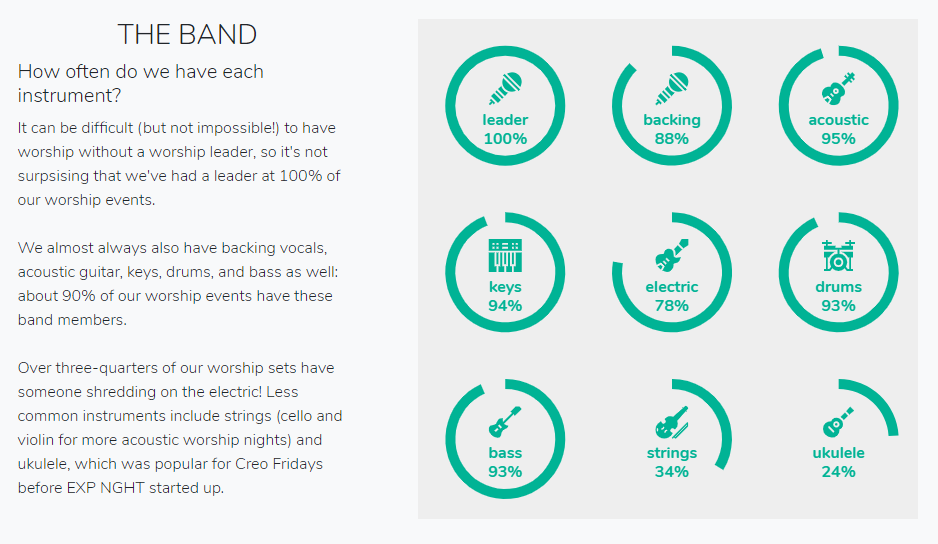 THE BAND
How often do we have each
instrument?
It can be difficult (but not impossible!) to have
worship without a worship leader, so it's not
surpsising that we've had a leader at 100% of
our worship events.
We almost always also have backing vocals,
acoustic guitar, keys, drums, and bass as well:
about 90% of our worship events have these
band members.
Over three-quarters of our worship sets have
someone shredding on the electric! Less
common instruments include strings (cello and
violin for more acoustic worship nights) and
ukulele, which was popular for Creo Fridays
before EXP NGHT started up.
leader
100%
backing
88%
acoustic
95%
keys
94%
electric
78%
drums
93%
bass
93%
strings
34%
ukulele
24%